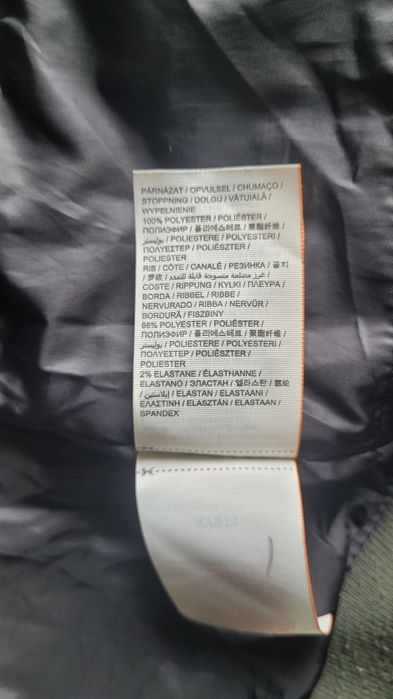 PÁRNÁZAT / OPVULSEL / CHUMAÇO /
STOPPNING / DOLGU / VĂTUIALĂ /
WYPEŁNIENIE
100% POLYESTER / POLIÉSTER /
ПОЛИЭФИР / 폴리에스테르 / 聚酯纤维 /
بوليستر / POLIESTERE / POLYESTERI /
ΠΟΛΥΕΣΤΕΡ / POLIÉSZTER /
POLIESTER
RIB / CÔTE / CANALÉ / РЕЗИНКА / 골지
/ 罗纹 / غرز مضلعة منسوجة قابلة للتمدد /
COSTE / RIPPUNG / KYLKI / ΠΛΕΥΡΑ /
BORDA / RIBBEL / RIBBE /
NERVURADO / RIBBA / NERVÜR /
BORDURĂ / FISZBINY
98% POLYESTER / POLIÉSTER /
ПОЛИЭФИР / 폴리에스테르 / 聚酯纤维 /
بوليستر / POLIESTERE / POLYESTERI /
ΠΟΛΥΕΣΤΕΡ / POLIÉSZTER /
POLIESTER
2% ELASTANE / ÉLASTHANNE /
ELASTANO / ЭЛАСТАН / 엘라스탄 / 氨纶
/ إيلاستين / ELASTAN / ELASTAANI /
ΕΛΑΣΤΙΝΗ / ELASZTÁN / ELASTAAN /
SPANDEX